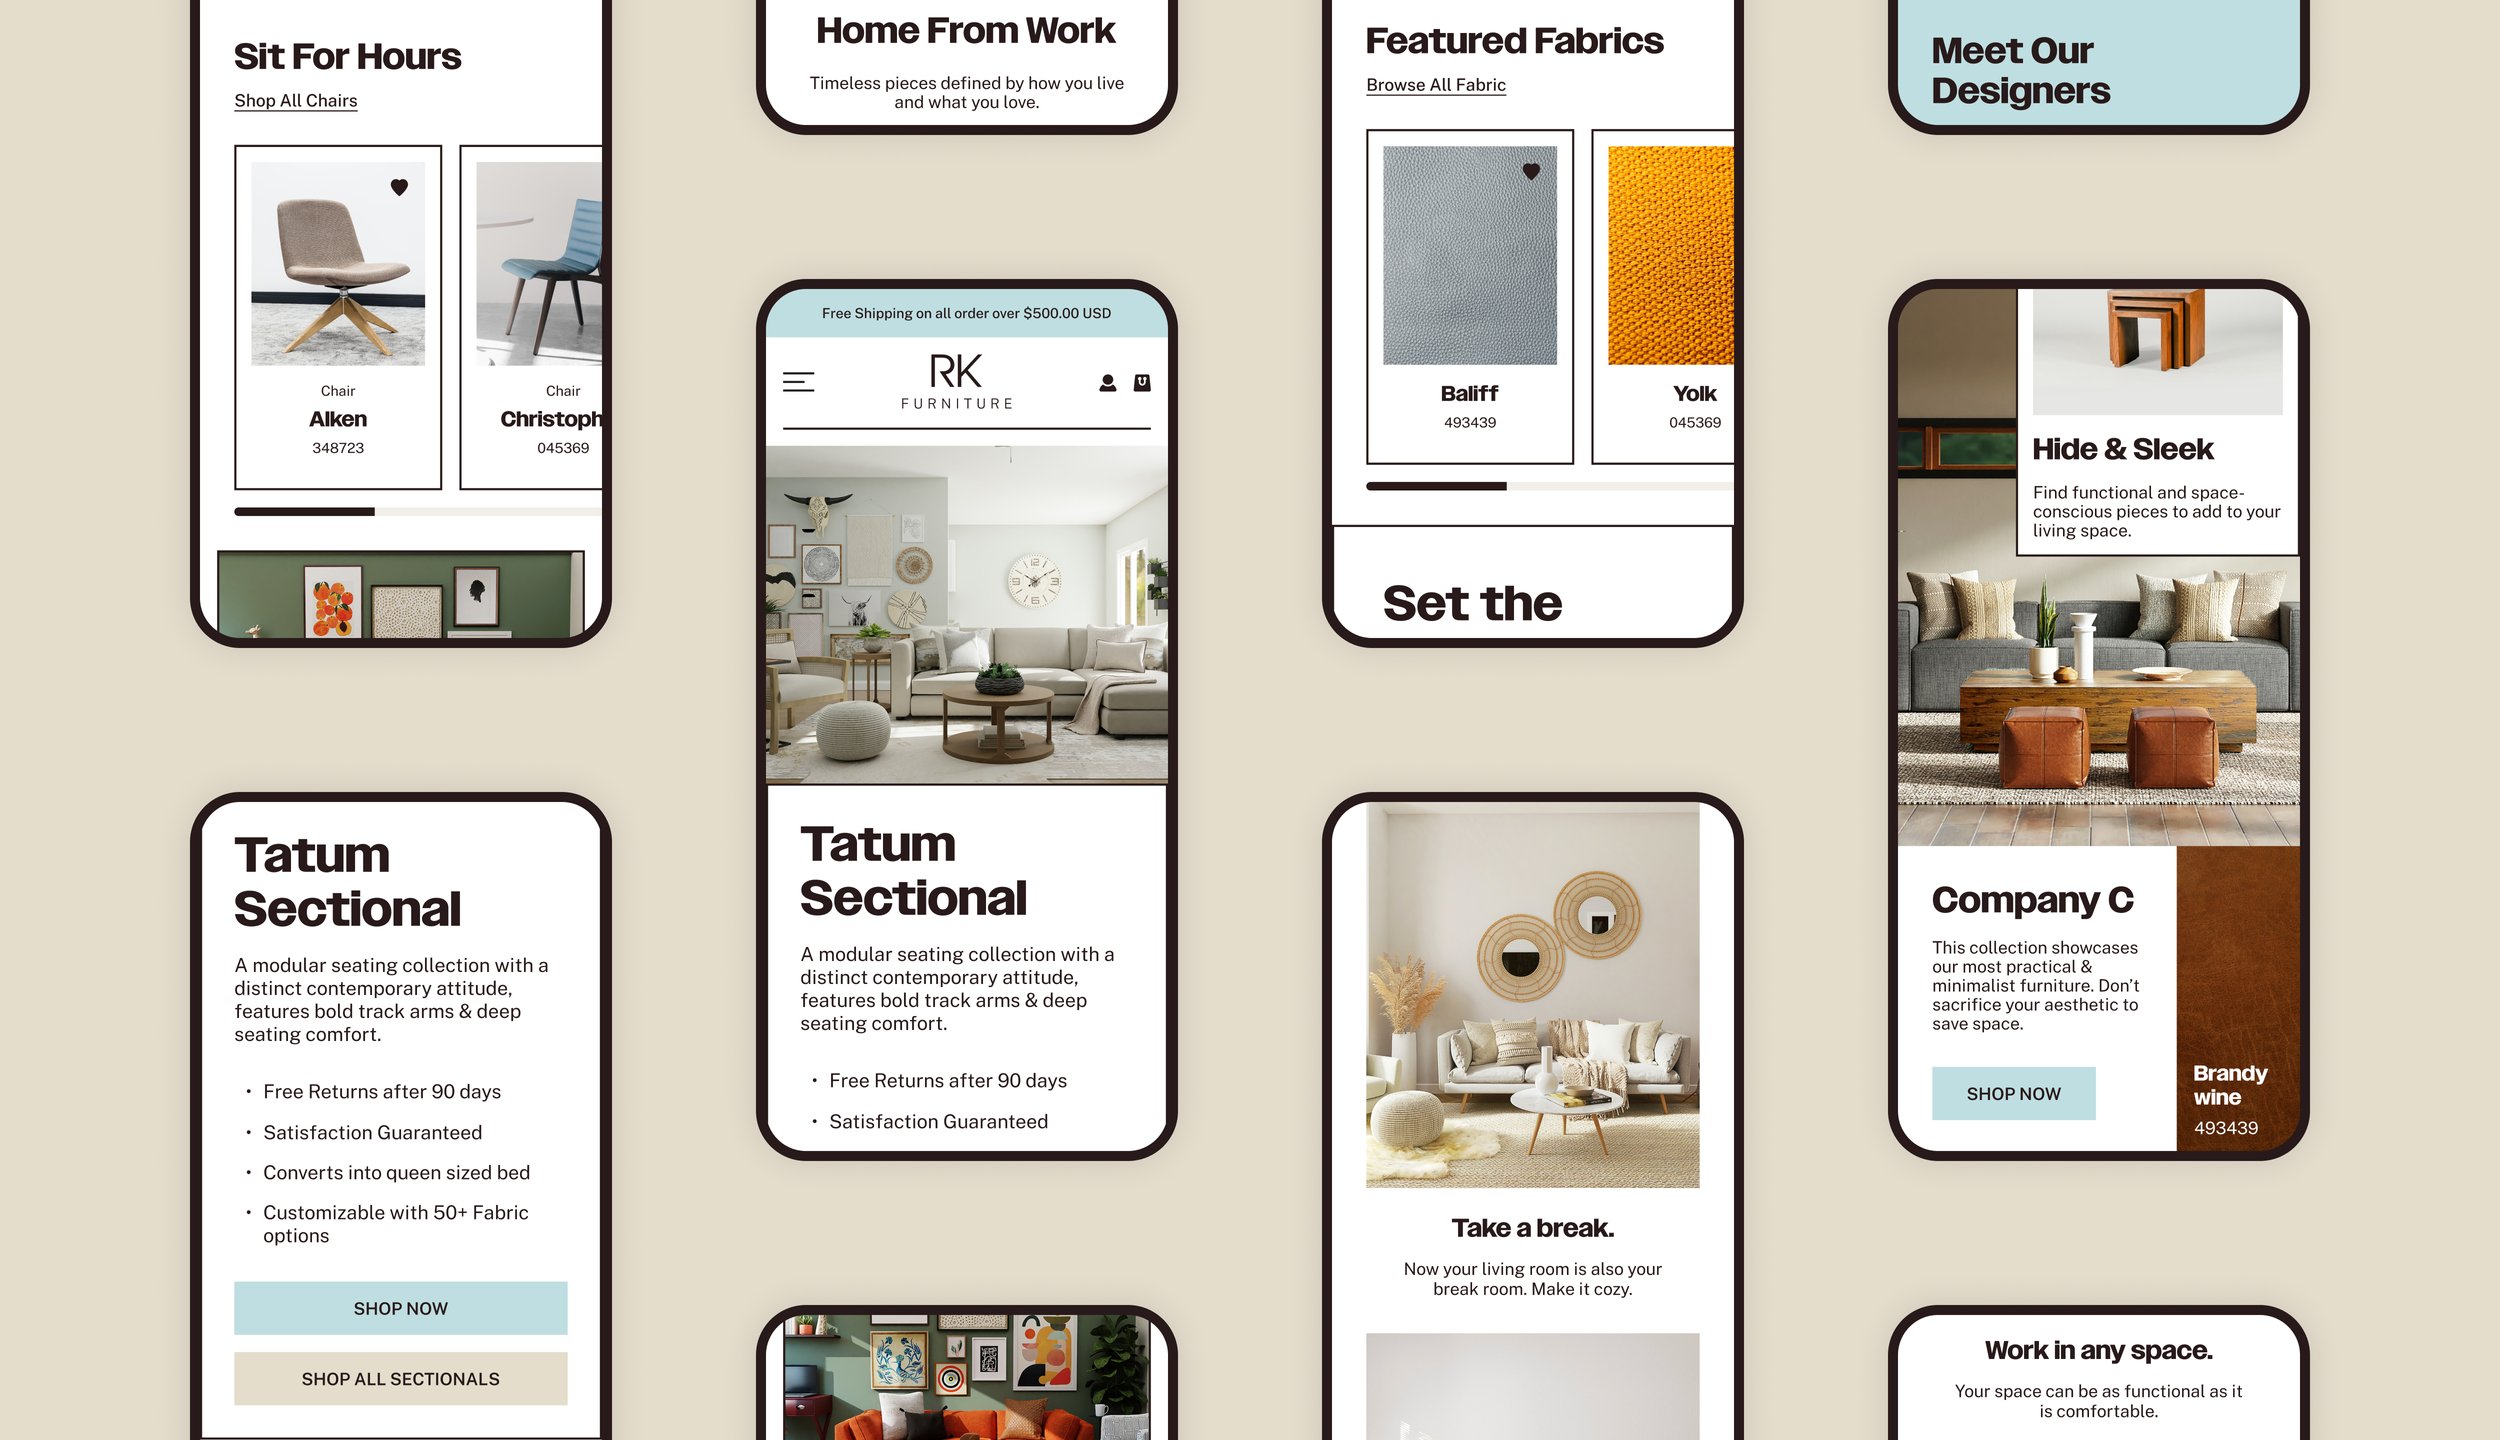 Sit For Hours
Shop All Chairs
Chair
Alken
348723
Chair
Christoph
045369
Tatum
Sectional
A modular seating collection with a
distinct contemporary attitude,
features bold track arms & deep
seating comfort.
• Free Returns after 90 days
• Satisfaction Guaranteed
• Converts into queen sized bed
• Customizable with 50+ Fabric
options
SHOP NOW
SHOP ALL SECTIONALS
Home From Work
Timeless pieces defined by how you live
and what you love.
Free Shipping on all order over $500.00 USD
RK
FURNITURE
Tatum
Sectional
A modular seating collection with a
distinct contemporary attitude,
features bold track arms & deep
seating comfort.
• Free Returns after 90 days
• Satisfaction Guaranteed
Featured Fabrics
Browse All Fabric
Baliff
493439
Yolk
045369
Set the
Take a break.
Now your living room is also your
break room. Make it cozy.
Meet Our
Designers
Hide & Sleek
Find functional and space-
conscious pieces to add to your
living space.
Company C
This collection showcases
our most practical &
minimalist furniture. Don’t
sacrifice your aesthetic to
save space.
SHOP NOW
Brandy
wine
493439
Work in any space.
Your space can be as functional as it
is comfortable.